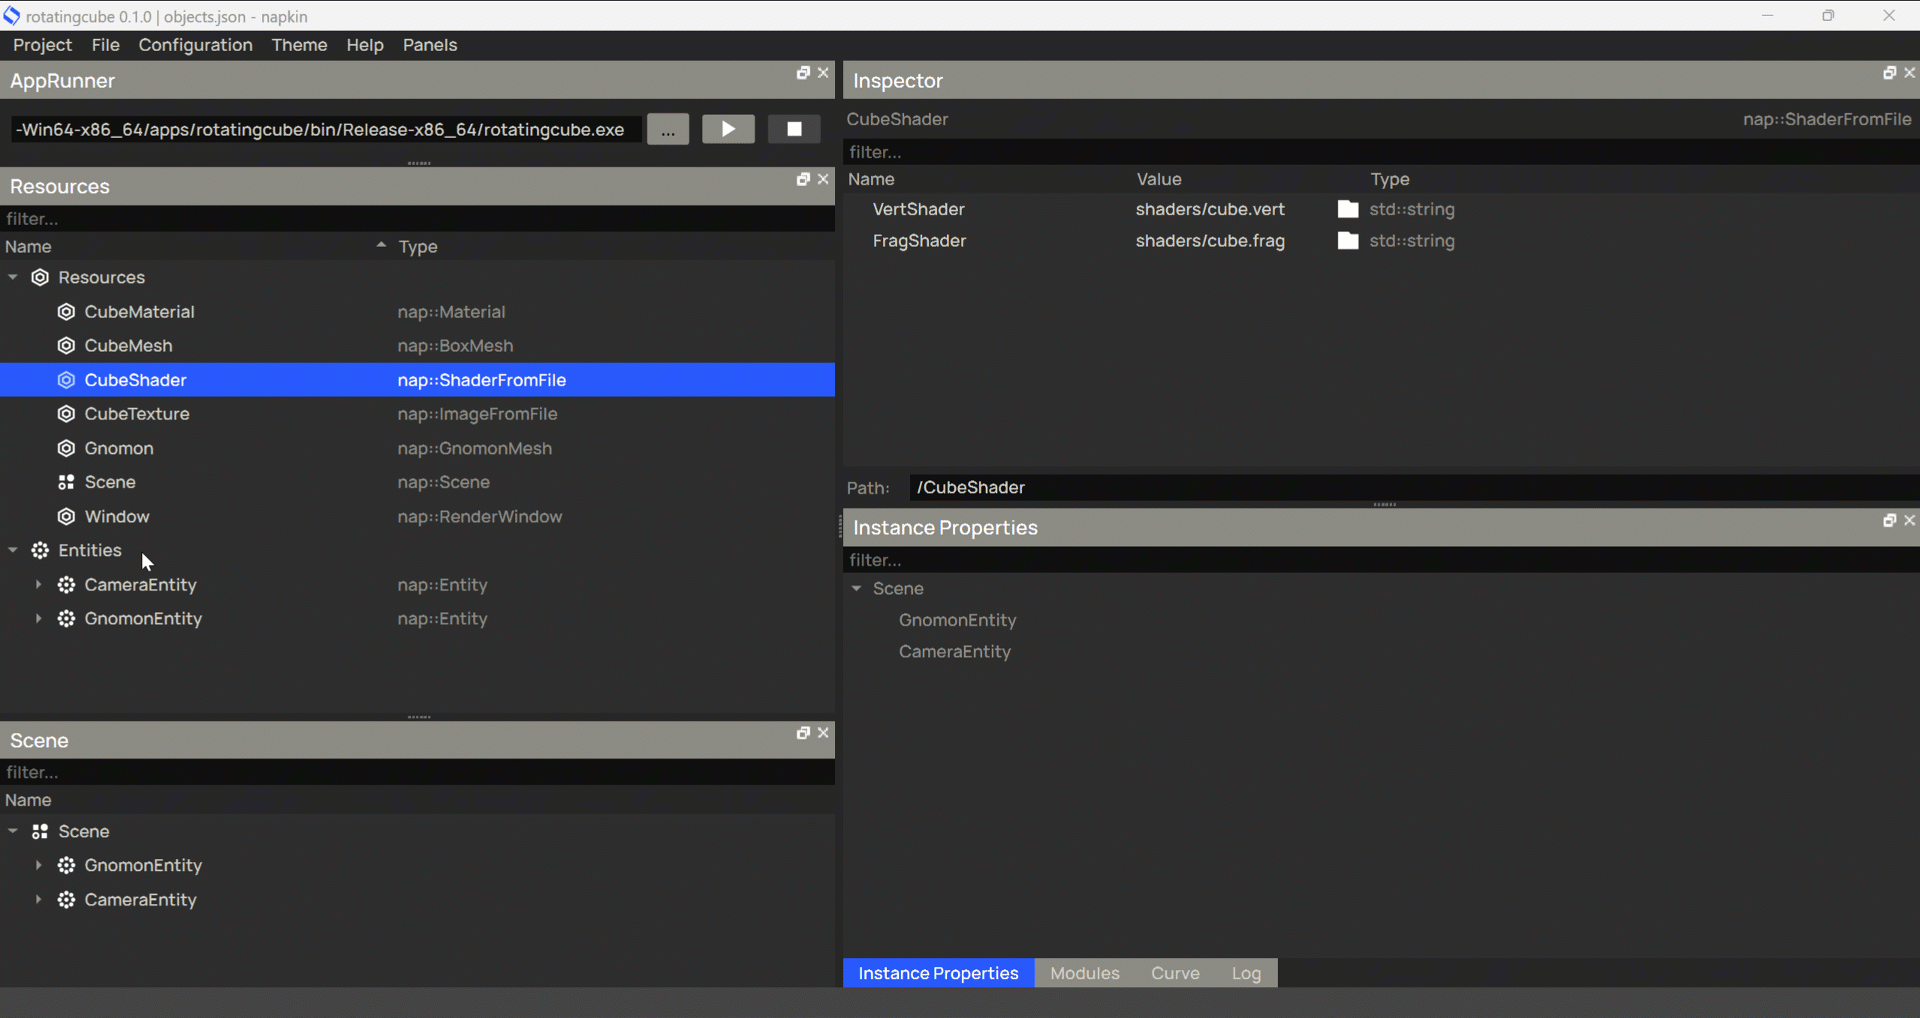 rotatingcube 0.1.0 | objects.json - napkin
Project File Configuration Theme Help Panels
AppRunner
-Win64-x86_64/apps/rotatingcube/bin/Release-x86_64/rotatingcube.exe ...
Resources
filter...
Name Type
Resources
CubeMaterial nap::Material
CubeMesh nap::BoxMesh
CubeShader nap::ShaderFromFile
CubeTexture nap::ImageFromFile
Gnomon nap::GnomonMesh
Scene nap::Scene
Window nap::RenderWindow
Entities
CameraEntity nap::Entity
GnomonEntity nap::Entity
Scene
filter...
Name
Scene
GnomonEntity
CameraEntity
Inspector
CubeShader nap::ShaderFromFile
filter...
Name Value Type
VertShader shaders/cube.vert std::string
FragShader shaders/cube.frag std::string
Path: /CubeShader
Instance Properties
filter...
Scene
GnomonEntity
CameraEntity
Instance Properties Modules Curve Log